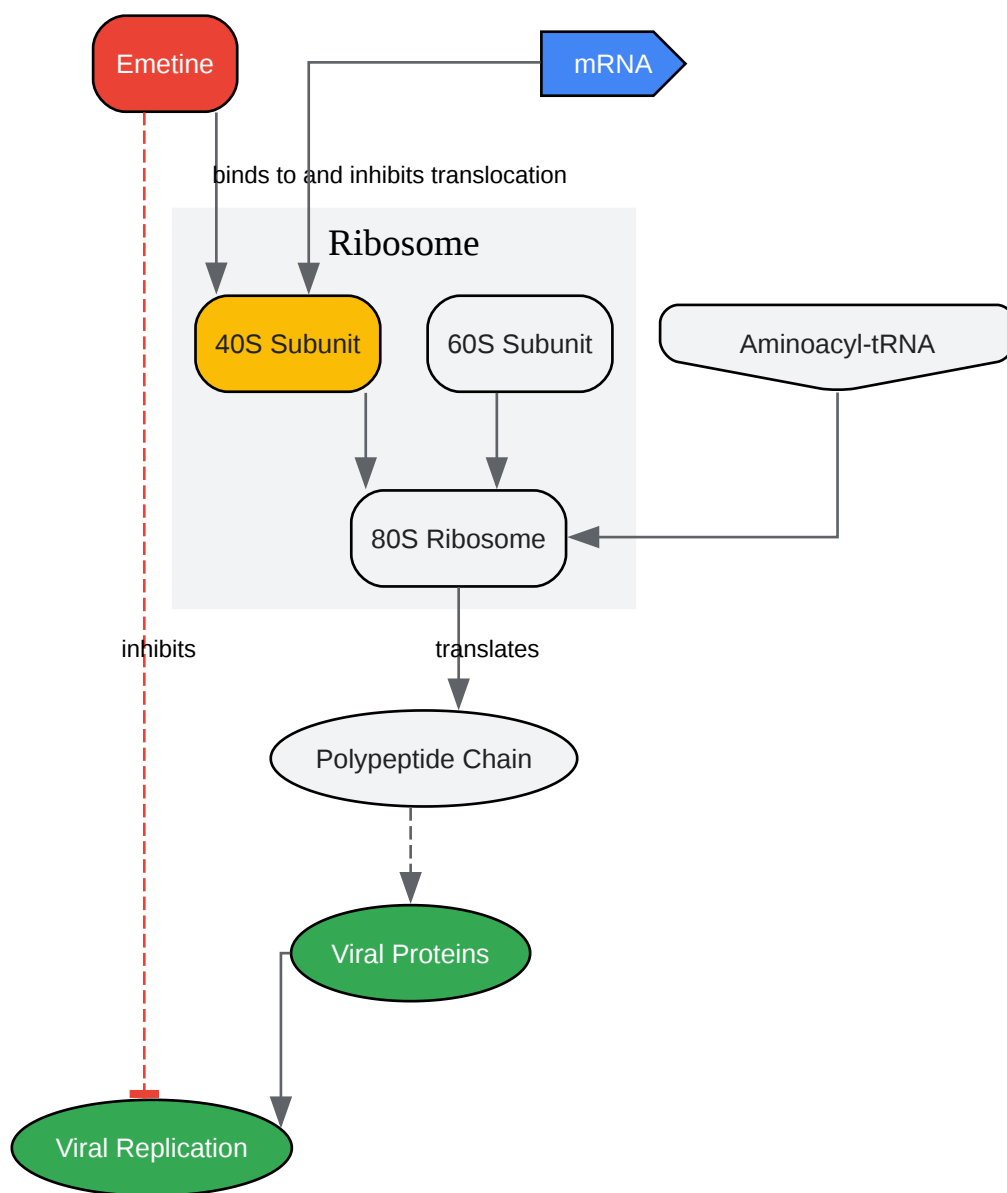 Emetine
mRNA
binds to and inhibits translocation
Ribosome
40S Subunit
60S Subunit
Aminoacyl-tRNA
80S Ribosome
inhibits
translates
Polypeptide Chain
Viral Proteins
Viral Replication